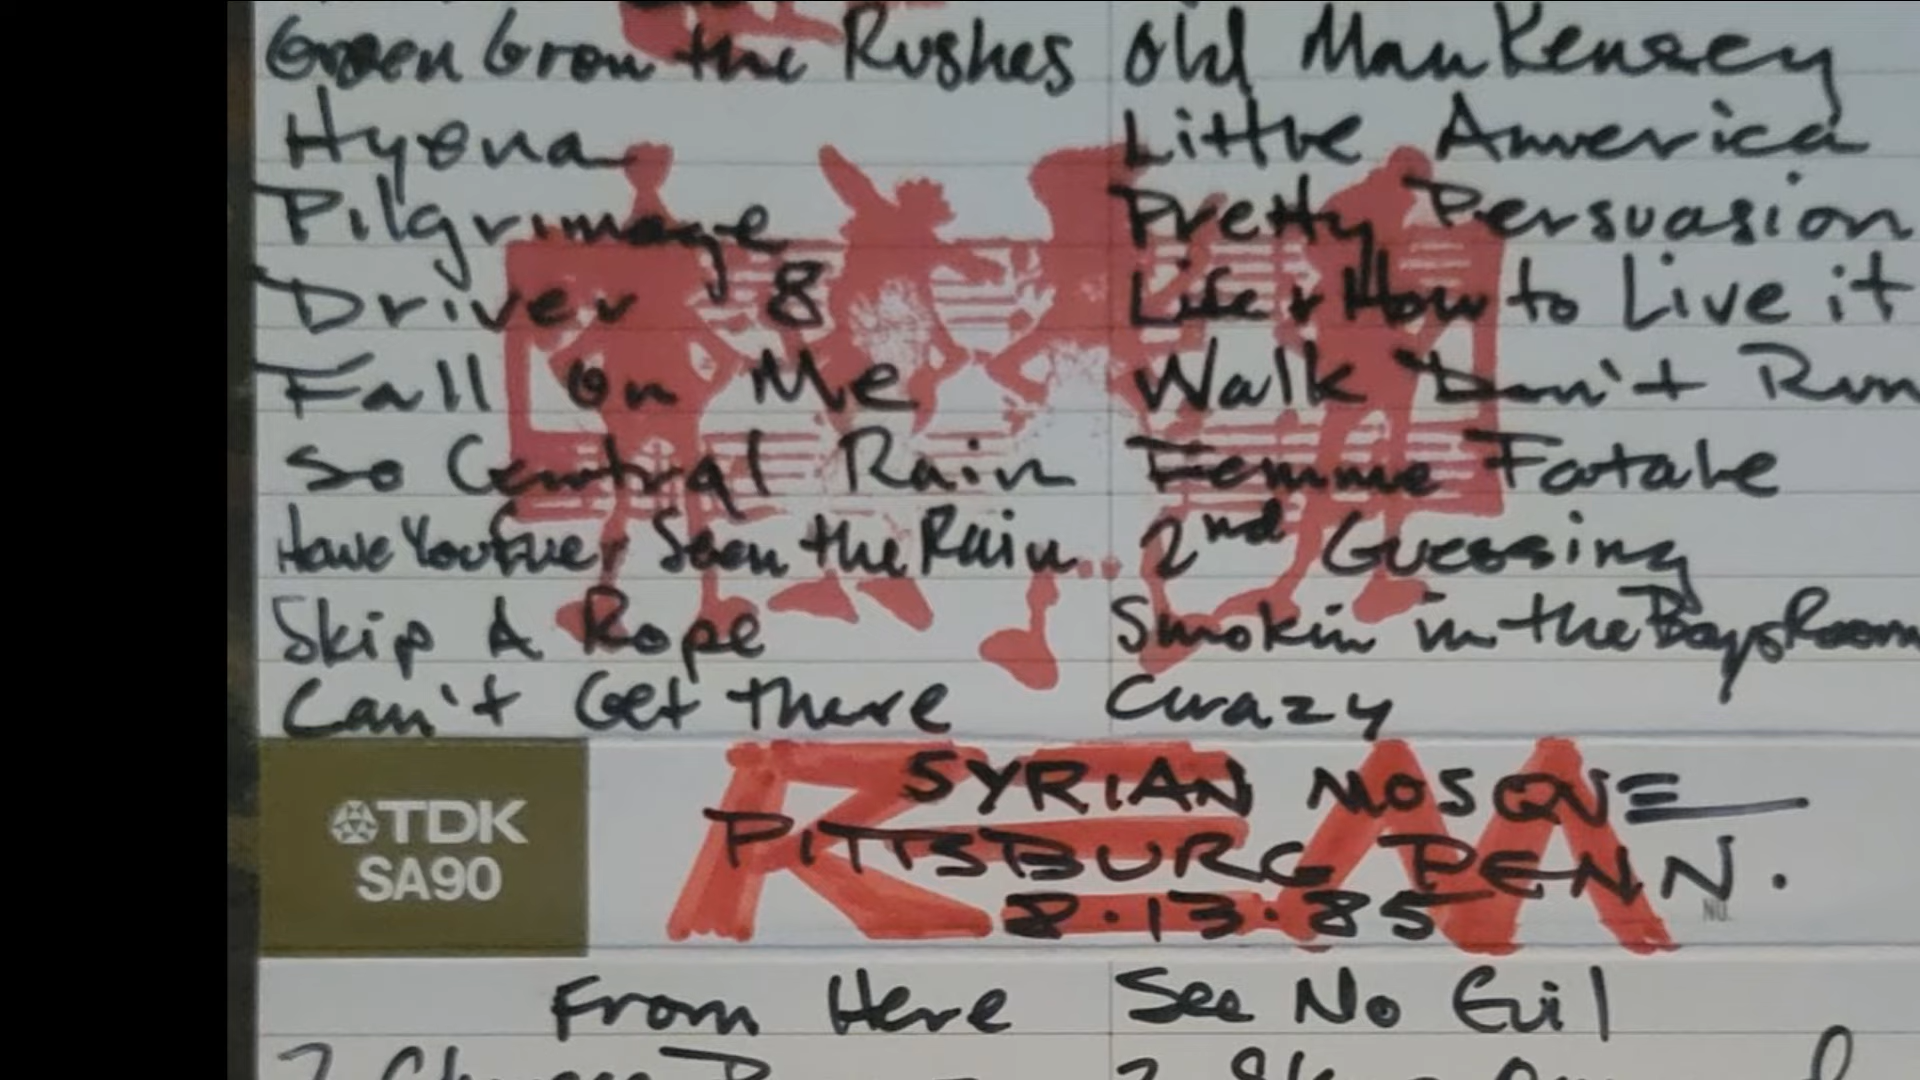 Green Grow the Rushes
Hyena
Pilgrimage
Driver 8
Fall On Me
So Central Rain
Have You Ever Seen the Rain
Skip A Rope
Can't Get There
Old Man Kensey
Little America
Pretty Persuasion
Life & How to Live it
Walk Don't Run
Femme Fatale
2nd Guessing
Smokin in the Boys Room
Crazy
TDK
SA90
REM
SYRIAN MOSQUE
PITTSBURG PENN.
8·13·85
NO.
From Here
See No Evil